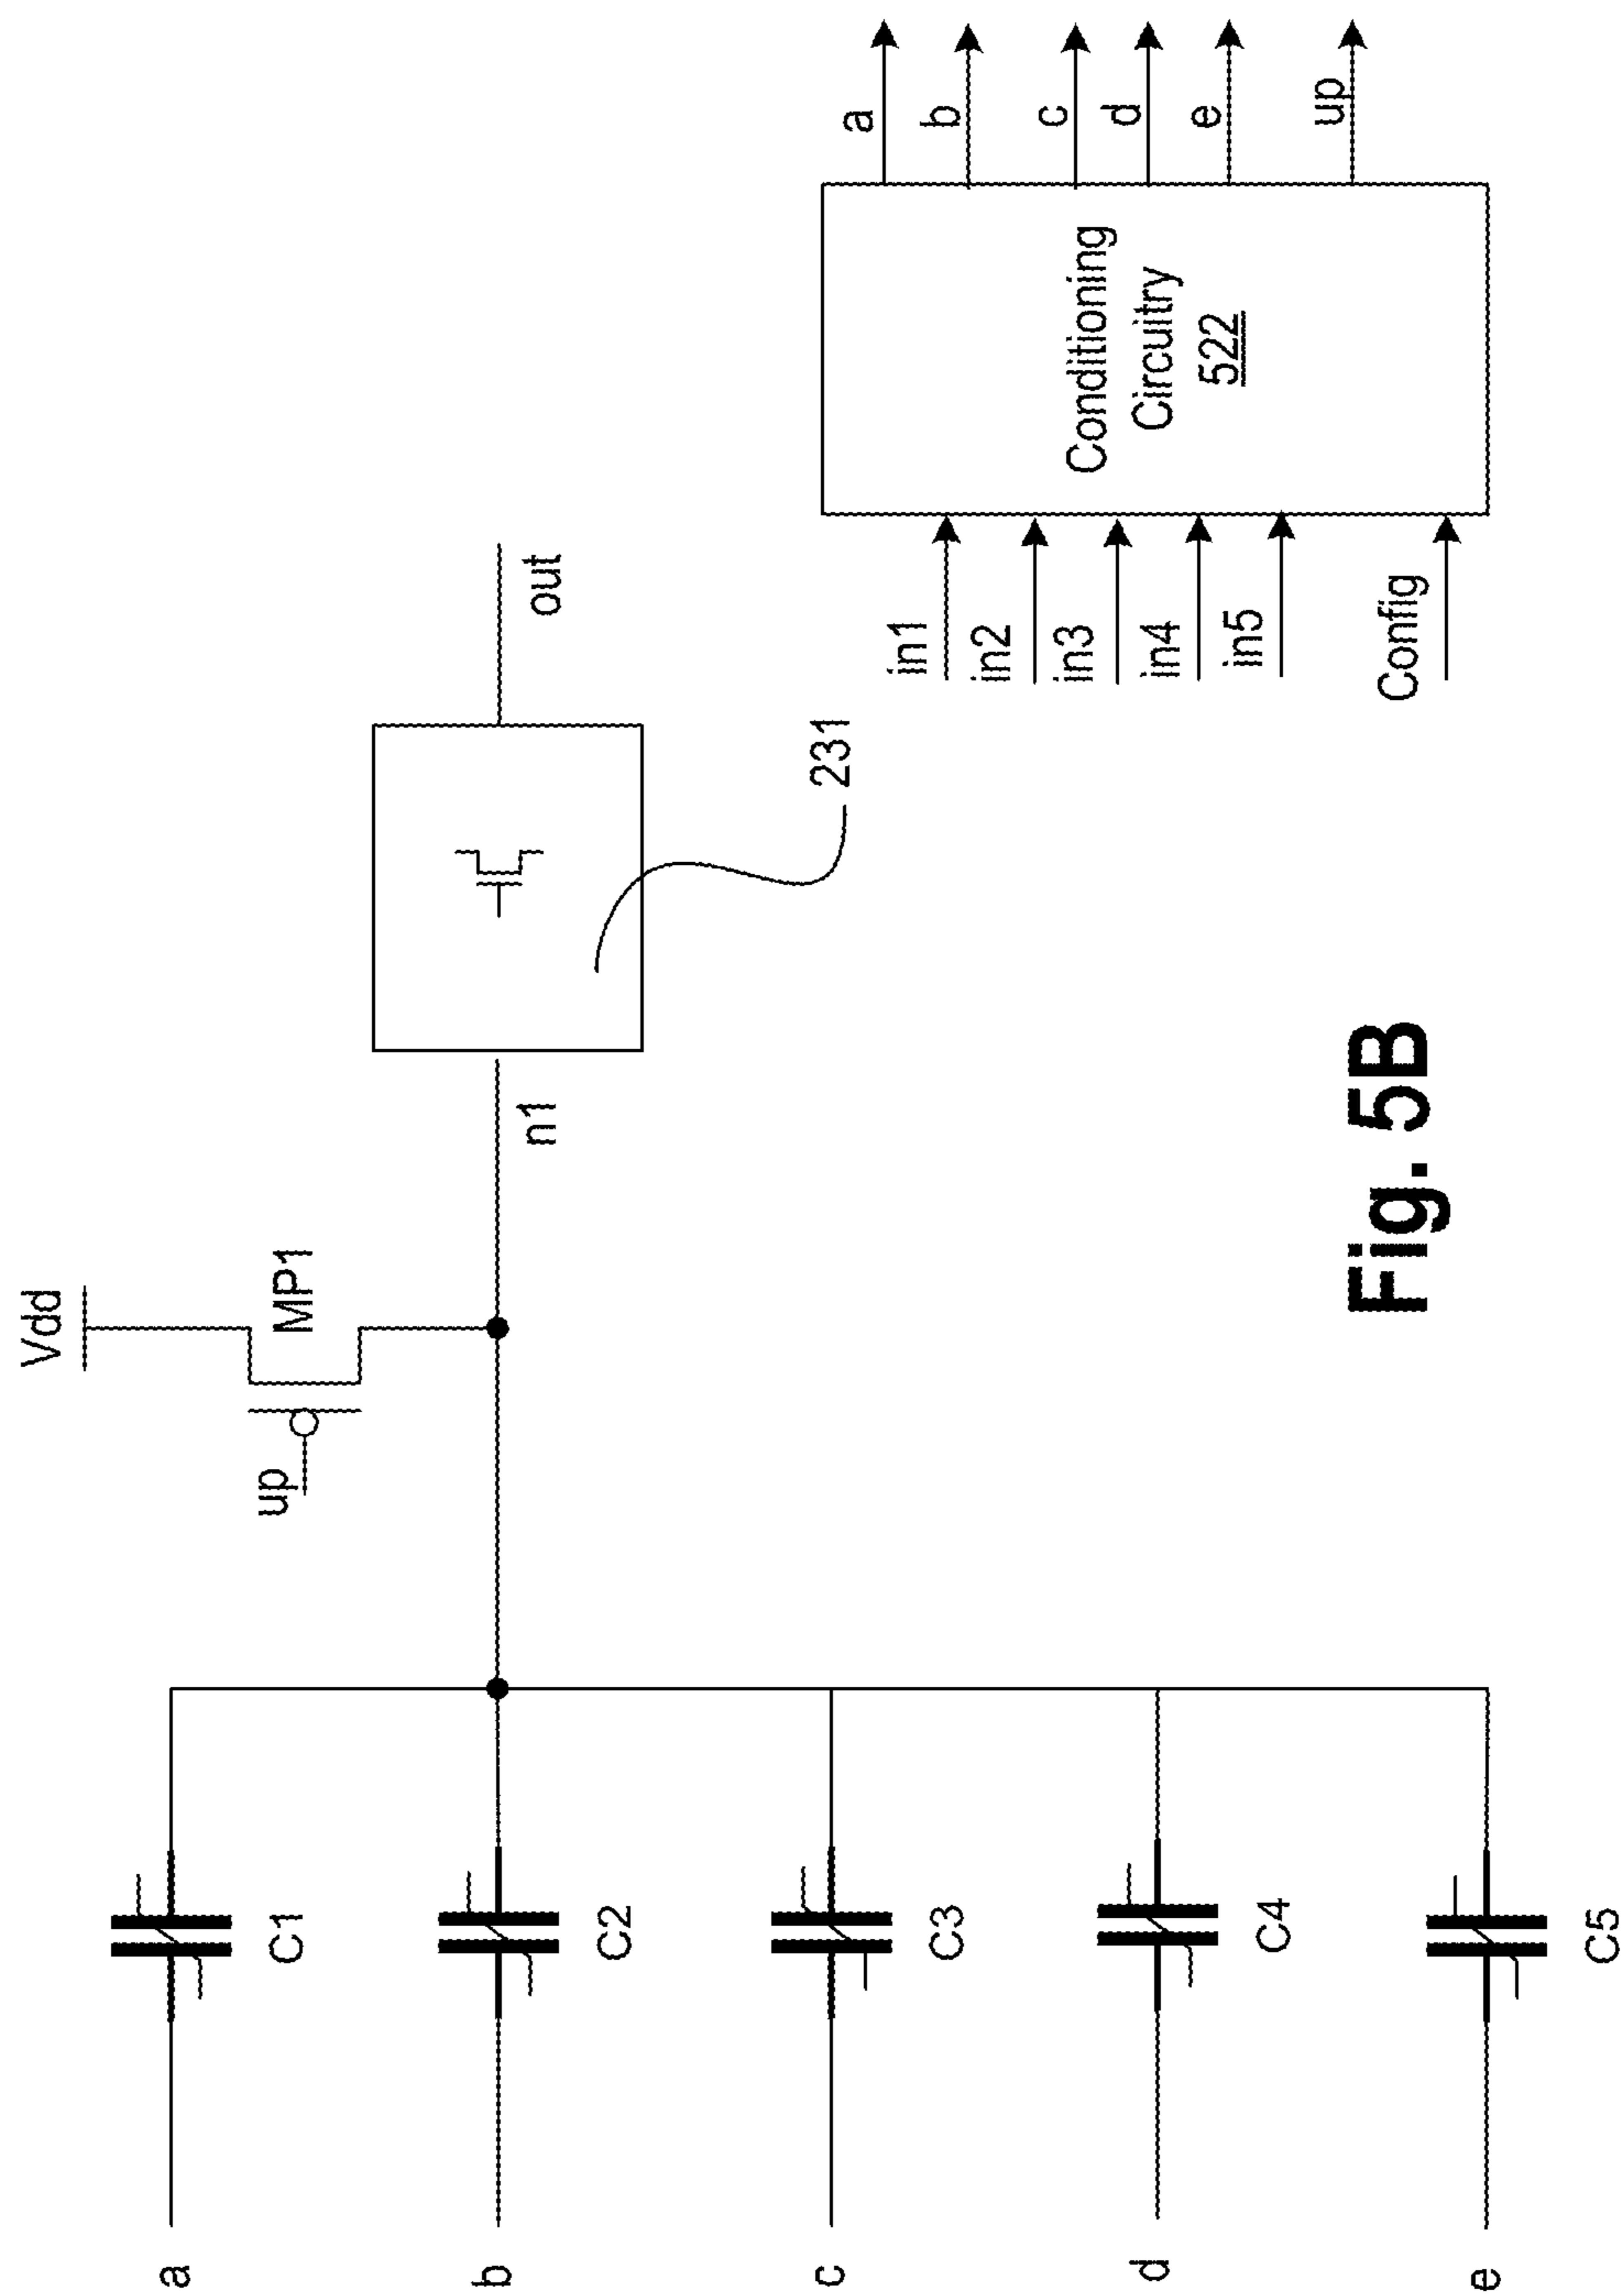 Vdd
up
MP1
n1
out
231
a
C1
b
C2
c
C3
d
C4
e
C5
in1
in2
in3
in4
in5
Config
Conditioning
Circuitry
522
a
b
c
d
e
up
Fig. 5B